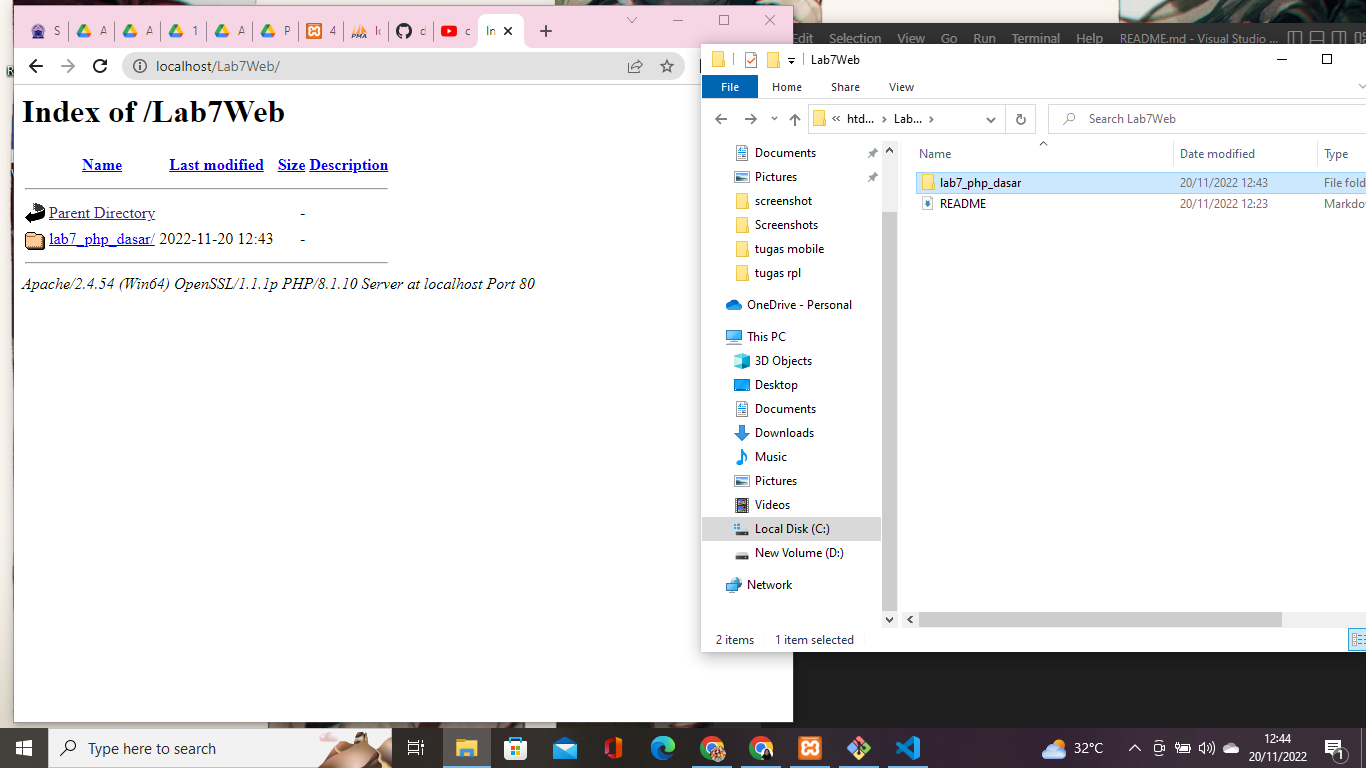 S
A
A
1
A
P
4
lo
d
c
In
localhost/Lab7Web/
Index of /Lab7Web
Name Last modified Size Description
Parent Directory -
lab7_php_dasar/ 2022-11-20 12:43 -
Apache/2.4.54 (Win64) OpenSSL/1.1.1p PHP/8.1.10 Server at localhost Port 80
Edit Selection View Go Run Terminal Help README.md - Visual Studio ...
Lab7Web
File Home Share View
htd... Lab... Search Lab7Web
Name Date modified Type
lab7_php_dasar 20/11/2022 12:43 File fold
README 20/11/2022 12:23 Markdo
Documents
Pictures
screenshot
Screenshots
tugas mobile
tugas rpl
OneDrive - Personal
This PC
3D Objects
Desktop
Documents
Downloads
Music
Pictures
Videos
Local Disk (C:)
New Volume (D:)
Network
2 items 1 item selected
Type here to search
32°C
12:44
20/11/2022
1